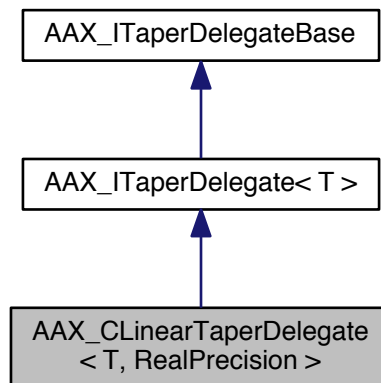 AAX_ITaperDelegateBase
AAX_ITaperDelegate< T >
AAX_CLinearTaperDelegate
< T, RealPrecision >